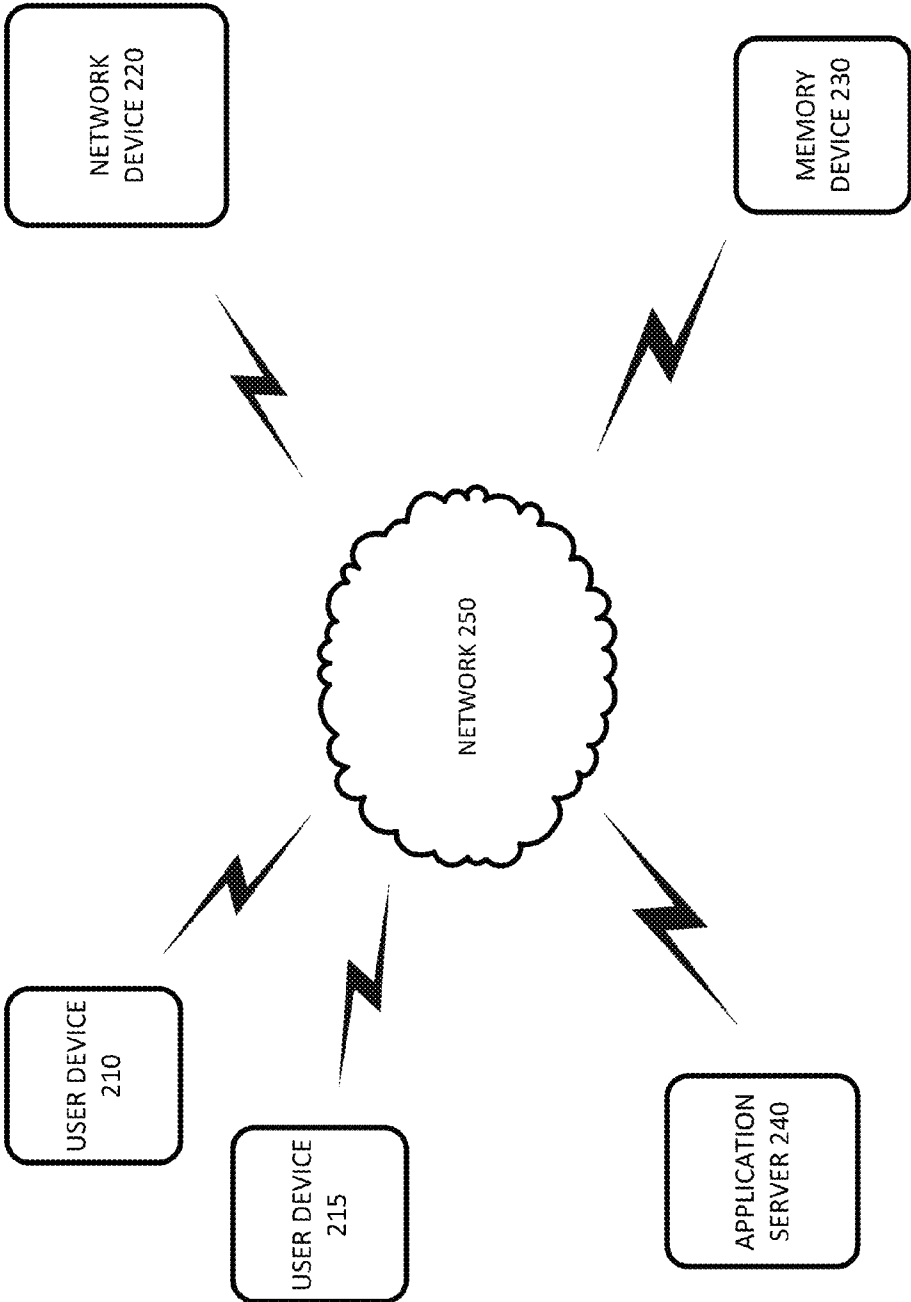 USER DEVICE
210
USER DEVICE
215
NETWORK
DEVICE 220
NETWORK 250
APPLICATION
SERVER 240
MEMORY
DEVICE 230